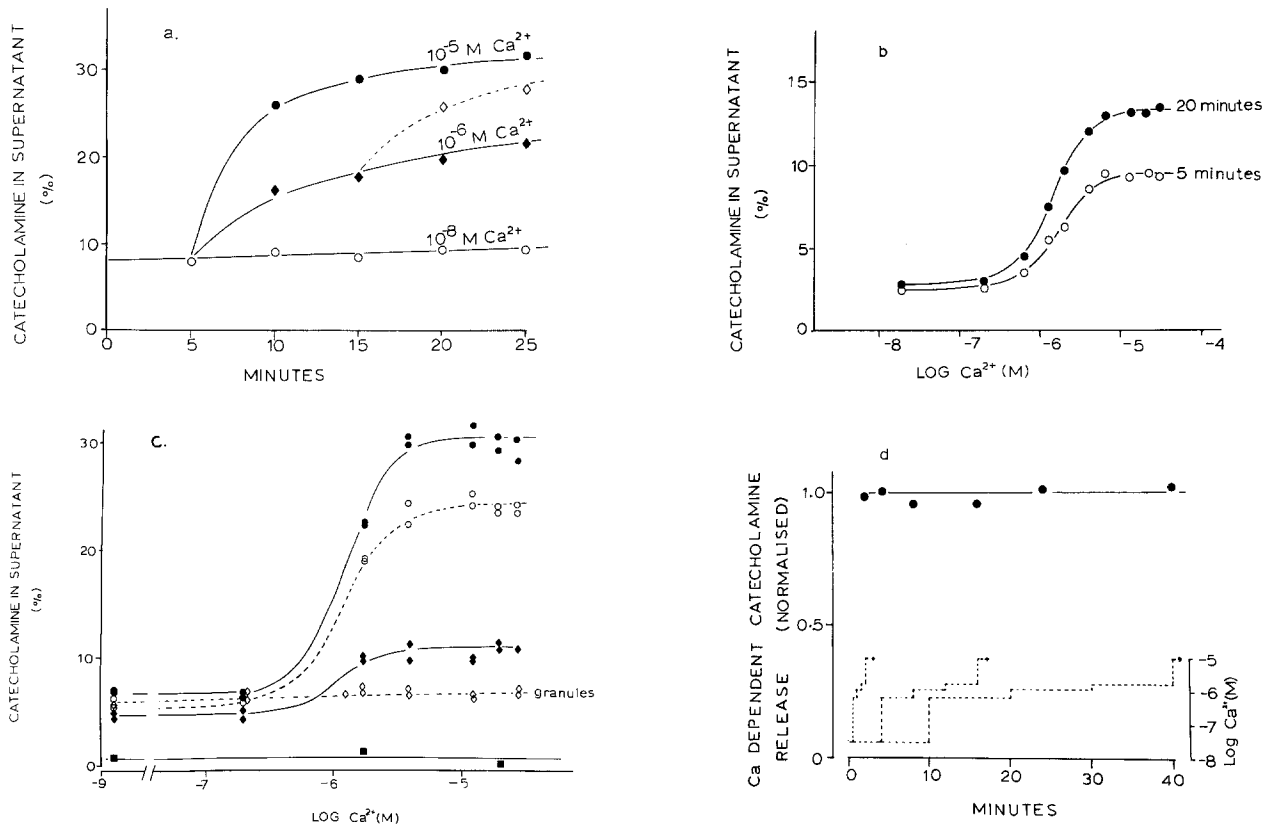 a.
CATECHOLAMINE IN SUPERNATANT
(%)
30
20
10
0
10-5 M Ca2+
10-6 M Ca2+
10-8 M Ca2+
0 5 10 15 20 25
MINUTES
b
CATECHOLAMINE IN SUPERNATANT
(%)
15
10
5
0
20 minutes
5 minutes
-8 -7 -6 -5 -4
LOG Ca2+ (M)
c.
CATECHOLAMINE IN SUPERNATANT
(%)
30
20
10
0
granules
-9 -7 -6 -5
LOG Ca2+(M)
d
Ca DEPENDENT CATECHOLAMINE
RELEASE (NORMALISED)
1.0
0.5
0
-5
-6
-7
-8
Log Ca2+(M)
0 10 20 30 40
MINUTES